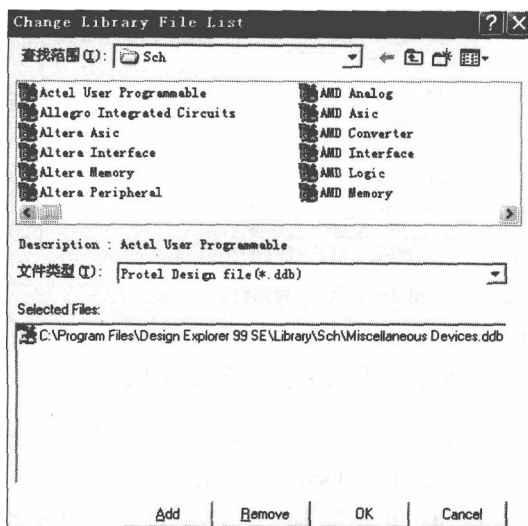 Change Library File List
查找范围(I): Sch
Actel User Programmable
Allegro Integrated Circuits
Altera Asic
Altera Interface
Altera Memory
Altera Peripheral
AMD Analog
AMD Asic
AMD Converter
AMD Interface
AMD Logic
AMD Memory
Description : Actel User Programmable
文件类型(T): Protel Design file(*.ddb)
Selected Files:
C:\Program Files\Design Explorer 99 SE\Library\Sch\Miscellaneous Devices.ddb
Add Remove OK Cancel